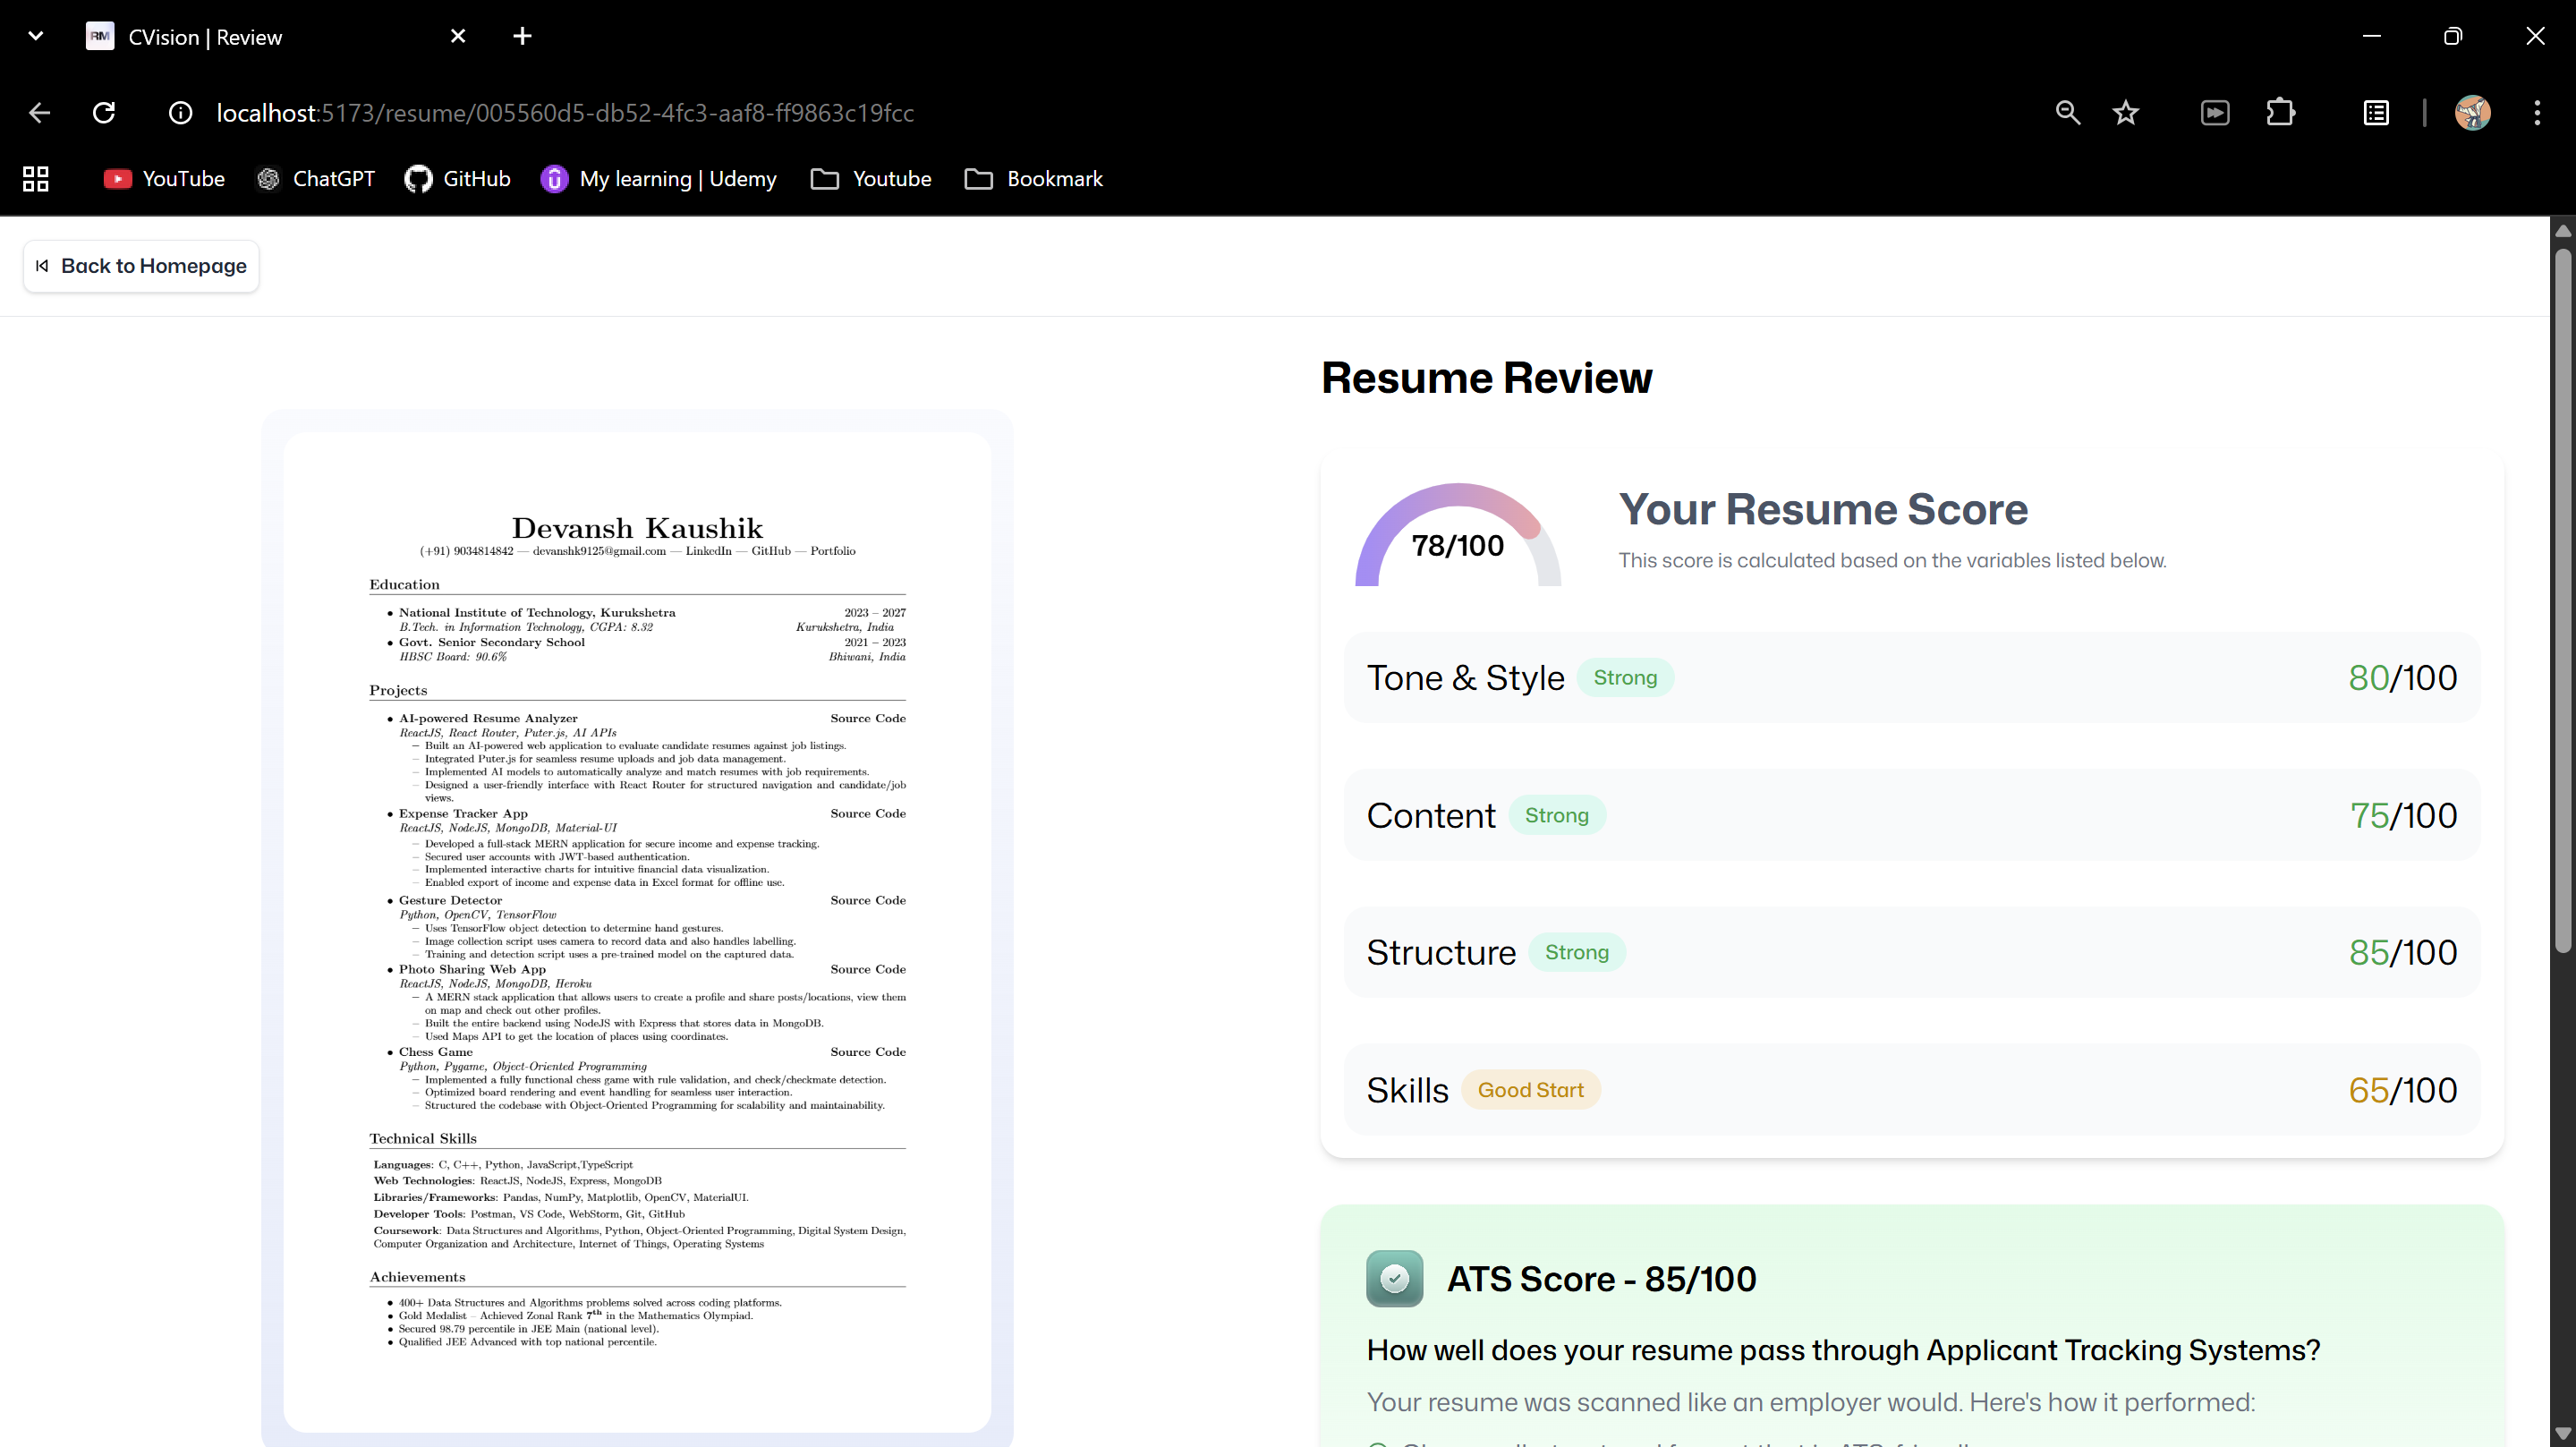 CVision | Review
localhost:5173/resume/005560d5-db52-4fc3-aaf8-ff9863c19fcc
YouTube ChatGPT GitHub My learning | Udemy Youtube Bookmark
Back to Homepage
Devansh Kaushik
(+91) 9034814842 — devanshk9125@gmail.com — LinkedIn — GitHub — Portfolio
Education
• National Institute of Technology, Kurukshetra 2023 – 2027
B.Tech. in Information Technology, CGPA: 8.32 Kurukshetra, India
• Govt. Senior Secondary School 2021 – 2023
HBSC Board: 90.6% Bhiwani, India
Projects
• AI-powered Resume Analyzer Source Code
ReactJS, React Router, Puter.js, AI APIs
– Built an AI-powered web application to evaluate candidate resumes against job listings.
– Integrated Puter.js for seamless resume uploads and job data management.
– Implemented AI models to automatically analyze and match resumes with job requirements.
– Designed a user-friendly interface with React Router for structured navigation and candidate/job
views.
• Expense Tracker App Source Code
ReactJS, NodeJS, MongoDB, Material-UI
– Developed a full-stack MERN application for secure income and expense tracking.
– Secured user accounts with JWT-based authentication.
– Implemented interactive charts for intuitive financial data visualization.
– Enabled export of income and expense data in Excel format for offline use.
• Gesture Detector Source Code
Python, OpenCV, TensorFlow
– Uses TensorFlow object detection to determine hand gestures.
– Image collection script uses camera to record data and also handles labelling.
– Training and detection script uses a pre-trained model on the captured data.
• Photo Sharing Web App Source Code
ReactJS, NodeJS, MongoDB, Heroku
– A MERN stack application that allows users to create a profile and share posts/locations, view them
on map and check out other profiles.
– Built the entire backend using NodeJS with Express that stores data in MongoDB.
– Used Maps API to get the location of places using coordinates.
• Chess Game Source Code
Python, Pygame, Object-Oriented Programming
– Implemented a fully functional chess game with rule validation, and check/checkmate detection.
– Optimized board rendering and event handling for seamless user interaction.
– Structured the codebase with Object-Oriented Programming for scalability and maintainability.
Technical Skills
Languages: C, C++, Python, JavaScript,TypeScript
Web Technologies: ReactJS, NodeJS, Express, MongoDB
Libraries/Frameworks: Pandas, NumPy, Matplotlib, OpenCV, MaterialUI.
Developer Tools: Postman, VS Code, WebStorm, Git, GitHub
Coursework: Data Structures and Algorithms, Python, Object-Oriented Programming, Digital System Design,
Computer Organization and Architecture, Internet of Things, Operating Systems
Achievements
• 400+ Data Structures and Algorithms problems solved across coding platforms.
• Gold Medalist – Achieved Zonal Rank 7th in the Mathematics Olympiad.
• Secured 98.79 percentile in JEE Main (national level).
• Qualified JEE Advanced with top national percentile.
Resume Review
78/100
Your Resume Score
This score is calculated based on the variables listed below.
Tone & Style Strong 80/100
Content Strong 75/100
Structure Strong 85/100
Skills Good Start 65/100
ATS Score - 85/100
How well does your resume pass through Applicant Tracking Systems?
Your resume was scanned like an employer would. Here's how it performed: